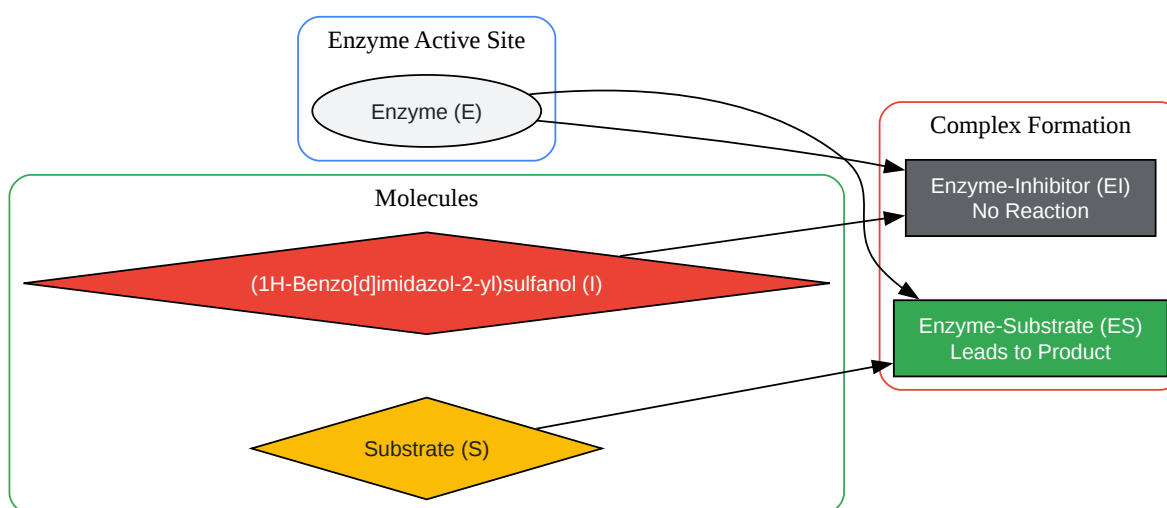 Enzyme Active Site
Enzyme (E)
Complex Formation
Enzyme-Inhibitor (EI)
No Reaction
Molecules
(1H-Benzo[d]imidazol-2-yl)sulfanol (I)
Enzyme-Substrate (ES)
Leads to Product
Substrate (S)